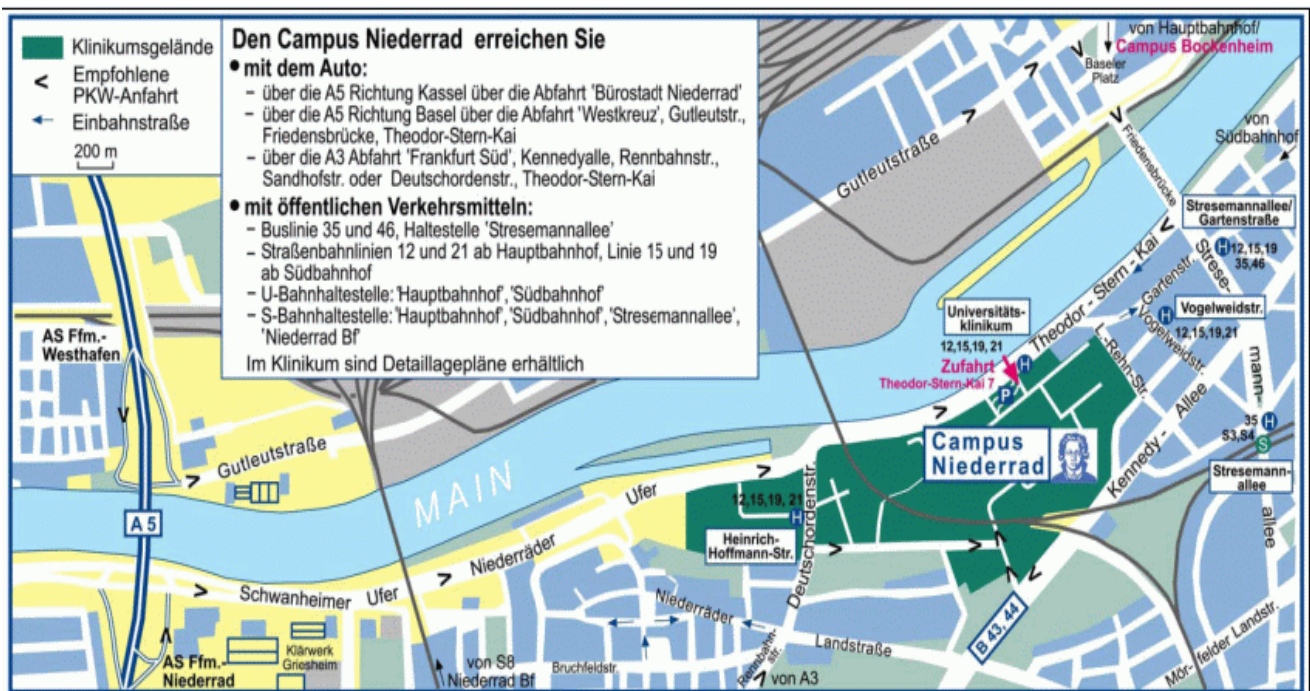 Klinikumsgelände
Empfohlene
PKW-Anfahrt
Einbahnstraße
200 m
Den Campus Niederrad erreichen Sie
• mit dem Auto:
- über die A5 Richtung Kassel über die Abfahrt 'Bürostadt Niederrad'
- über die A5 Richtung Basel über die Abfahrt 'Westkreuz', Gutleutstr.,
Friedensbrücke, Theodor-Stern-Kai
- über die A3 Abfahrt 'Frankfurt Süd', Kennedyalle, Rennbahnstr.,
Sandhofstr. oder Deutschordenstr., Theodor-Stern-Kai
• mit öffentlichen Verkehrsmitteln:
- Buslinie 35 und 46, Haltestelle 'Stresemannallee'
- Straßenbahnlinien 12 und 21 ab Hauptbahnhof, Linie 15 und 19
ab Südbahnhof
- U-Bahnhaltestelle: 'Hauptbahnhof', 'Südbahnhof'
- S-Bahnhaltestelle: 'Hauptbahnhof', 'Südbahnhof', 'Stresemannallee',
'Niederrad Bf'
Im Klinikum sind Detaillagepläne erhältlich
von Hauptbahnhof/
Campus Bockenheim
Baseler
Platz
von
Südbahnhof
Friedensbrücke
Gutleutstraße
Stresemannallee/
Gartenstraße
H
12,15,19
35,46
Strese-
mann-
allee
Theodor - Stern - Kai
Gartenstr.
Vogelweidstr.
H
12,15,19,21
Vogelweidstr.
L.-Rehn-Str.
Universitäts-
klinikum
12,15,19, 21
H
Zufahrt
Theodor-Stern-Kai 7
P
Campus
Niederrad
Kennedy - Allee
35
H
S3,S4
S
Stresemann-
allee
AS Ffm.-
Westhafen
Gutleutstraße
A 5
MAIN
12,15,19, 21
H
Heinrich-
Hoffmann-Str.
Deutschordenstr.
Schwanheimer Ufer
Niederräder Ufer
Niederräder Landstraße
B 43, 44
Mör- felder Landstr.
AS Ffm.-
Niederrad
Klärwerk
Griesheim
von S8
Niederrad Bf
Bruchfeldstr.
Rennbahn-
str.
von A3